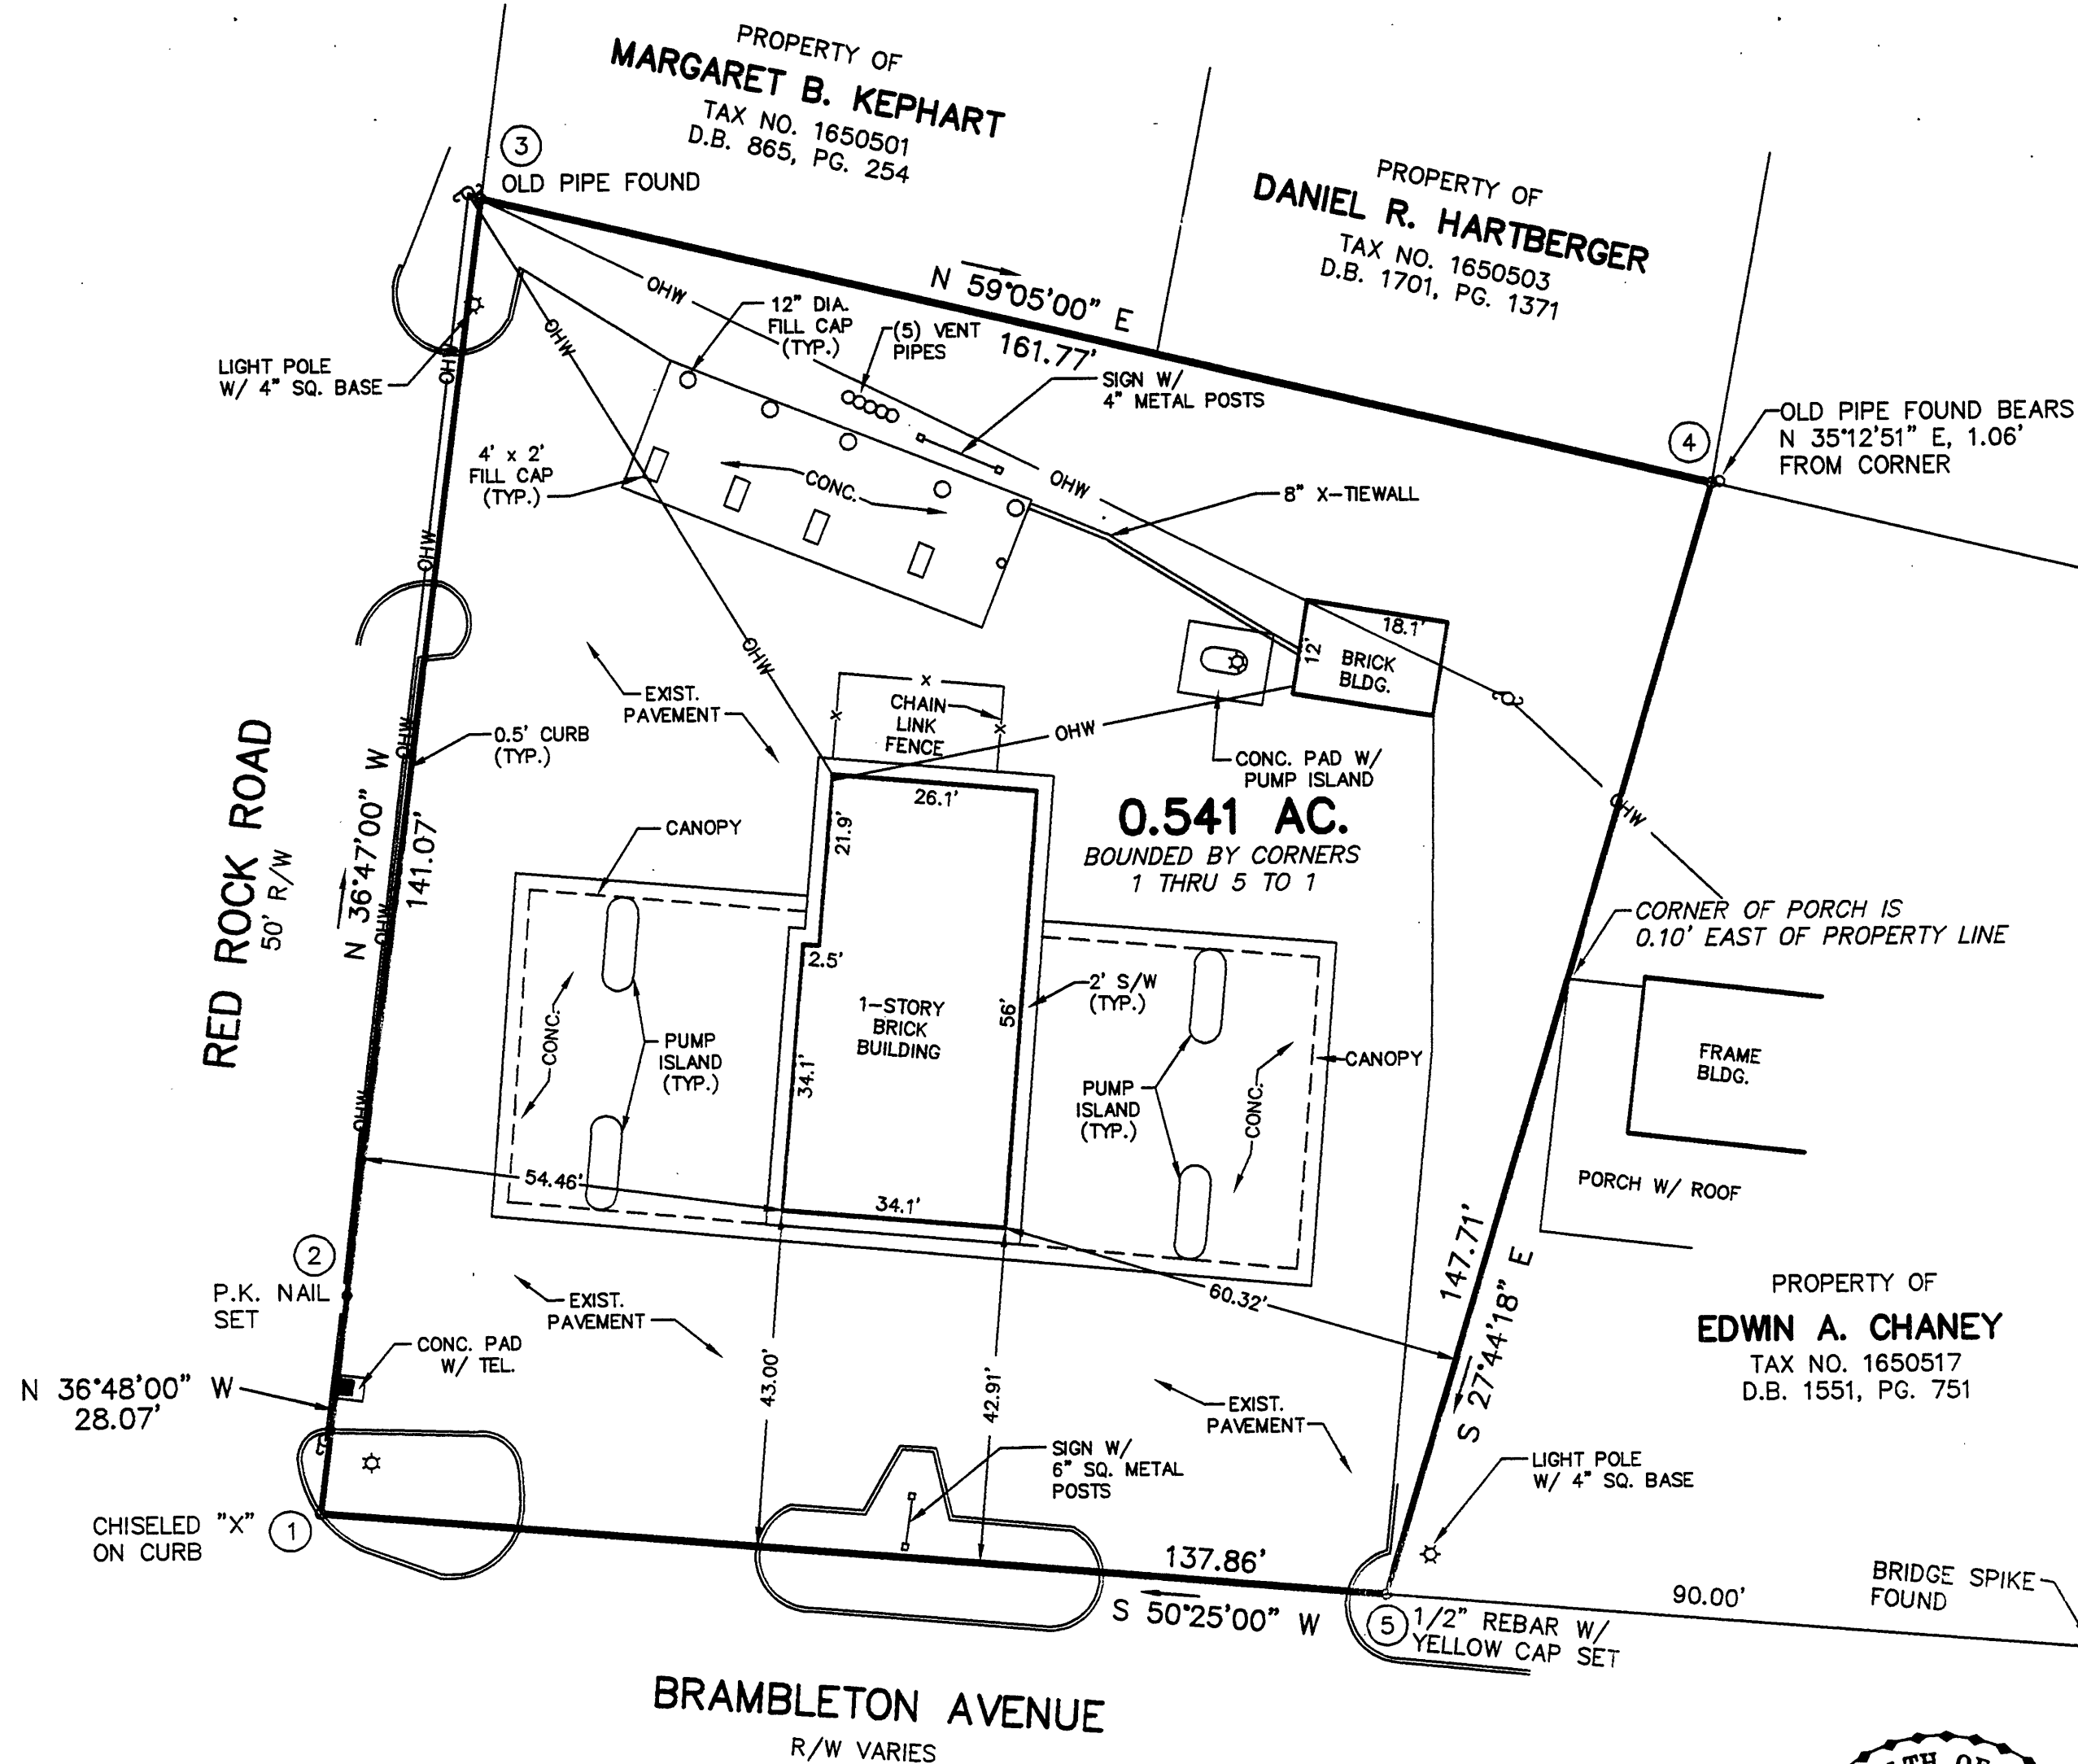 PROPERTY OF
MARGARET B. KEPHART
TAX NO. 1650501
D.B. 865, PG. 254
3
OLD PIPE FOUND
PROPERTY OF
DANIEL R. HARTBERGER
TAX NO. 1650503
D.B. 1701, PG. 1371
N 59°05'00" E
161.77'
OHW
12" DIA.
FILL CAP
(TYP.)
(5) VENT
PIPES
SIGN W/
4" METAL POSTS
OHW
OHW
LIGHT POLE
W/ 4" SQ. BASE
4
OLD PIPE FOUND BEARS
N 35°12'51" E, 1.06'
FROM CORNER
4' x 2'
FILL CAP
(TYP.)
CONC.
OHW
8" X-TIEWALL
OHW
18.1'
12'
BRICK
BLDG.
OHW
EXIST.
PAVEMENT
CHAIN
LINK
FENCE
OHW
CONC. PAD W/
PUMP ISLAND
0.5' CURB
(TYP.)
OHW
RED ROCK ROAD
50' R/W
N 36°47'00" W
141.07'
26.1'
21.9'
0.541 AC.
BOUNDED BY CORNERS
1 THRU 5 TO 1
OHW
CANOPY
OHW
CORNER OF PORCH IS
0.10' EAST OF PROPERTY LINE
2.5'
2' S/W
(TYP.)
1-STORY
BRICK
BUILDING
56'
34.1'
CONC.
PUMP
ISLAND
(TYP.)
PUMP
ISLAND
(TYP.)
CONC.
CANOPY
FRAME
BLDG.
OHW
54.46'
34.1'
PORCH W/ ROOF
2
P.K. NAIL
SET
EXIST.
PAVEMENT
60.32'
147.71'
S 27°44'18" E
PROPERTY OF
EDWIN A. CHANEY
TAX NO. 1650517
D.B. 1551, PG. 751
CONC. PAD
W/ TEL.
N 36°48'00" W
28.07'
43.00'
42.91'
EXIST.
PAVEMENT
SIGN W/
6" SQ. METAL
POSTS
LIGHT POLE
W/ 4" SQ. BASE
CHISELED "X"
ON CURB
1
137.86'
S 50°25'00" W
5
1/2" REBAR W/
YELLOW CAP SET
90.00'
BRIDGE SPIKE
FOUND
BRAMBLETON AVENUE
R/W VARIES